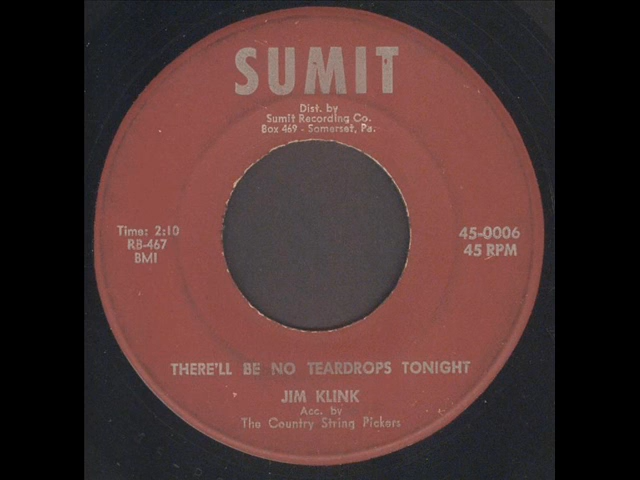 SUMIT
Dist. by
Sumit Recording Co.
Box 469 - Somerset, Pa.
Time: 2:10
RB-467
BMI
45-0006
45 RPM
THERE'LL BE NO TEARDROPS TONIGHT
JIM KLINK
Acc. by
The Country String Pickers